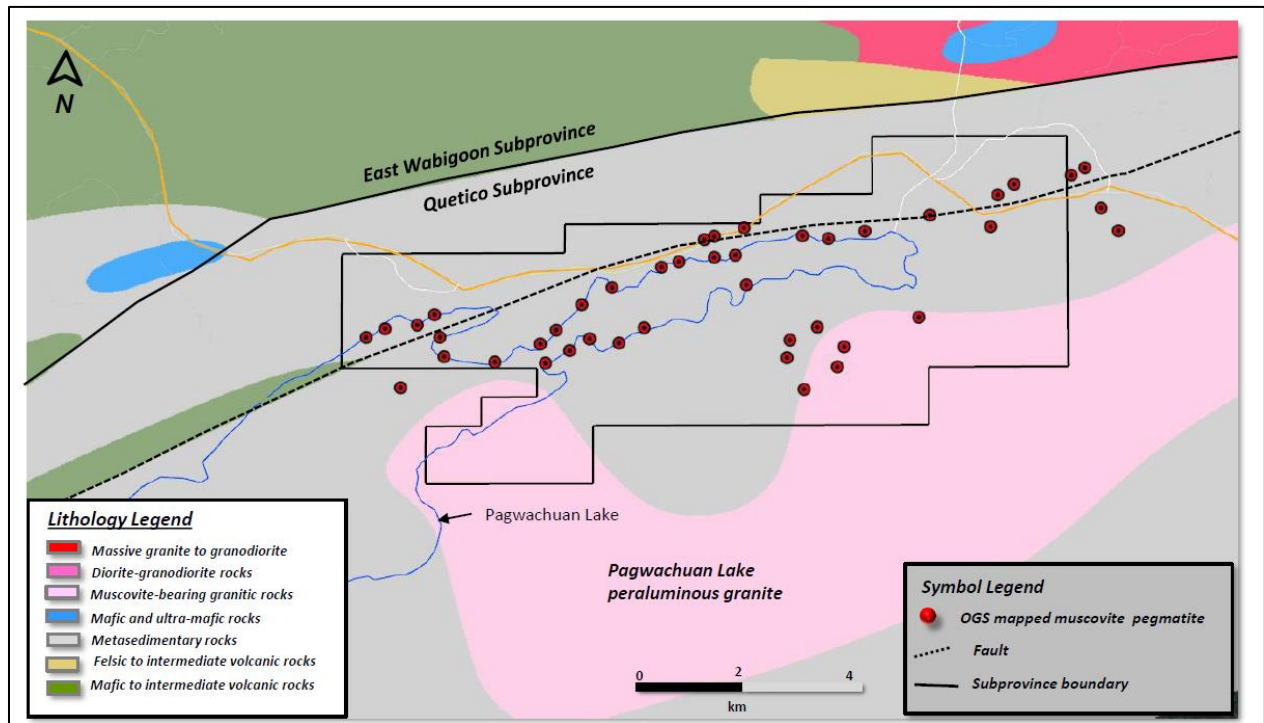 N
East Wabigoon Subprovince
Quetico Subprovince
Pagwachuan Lake
Pagwachuan Lake
peraluminous granite
Lithology Legend
Massive granite to granodiorite
Diorite-granodiorite rocks
Muscovite-bearing granitic rocks
Mafic and ultra-mafic rocks
Metasedimentary rocks
Felsic to intermediate volcanic rocks
Mafic to intermediate volcanic rocks
0 2 4
km
Symbol Legend
OGS mapped muscovite pegmatite
Fault
Subprovince boundary